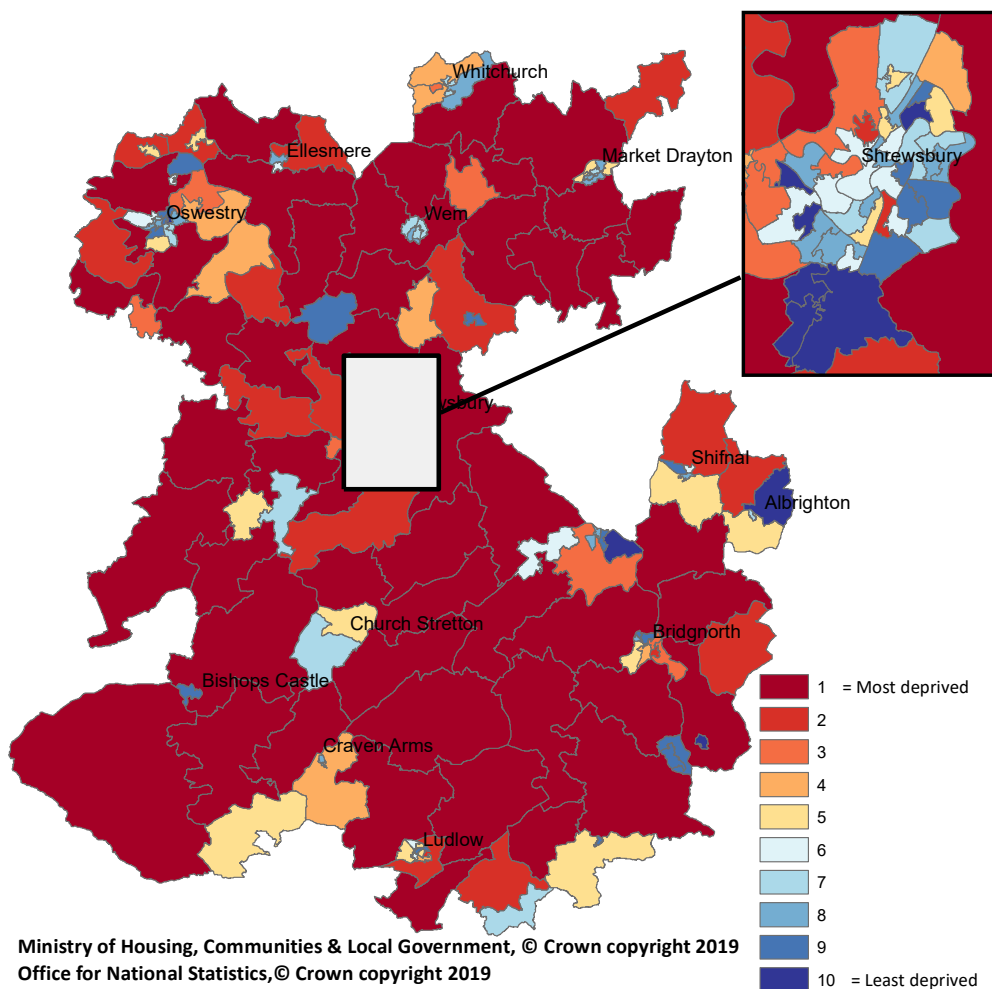 Whitchurch
Ellesmere
Market Drayton
Shrewsbury
Oswestry
Wem
wsbury
Shifnal
Albrighton
Church Stretton
Bridgnorth
Bishops Castle
Craven Arms
Ludlow
1 = Most deprived
2
3
4
5
6
7
8
9
10 = Least deprived
Ministry of Housing, Communities & Local Government, © Crown copyright 2019
Office for National Statistics,© Crown copyright 2019